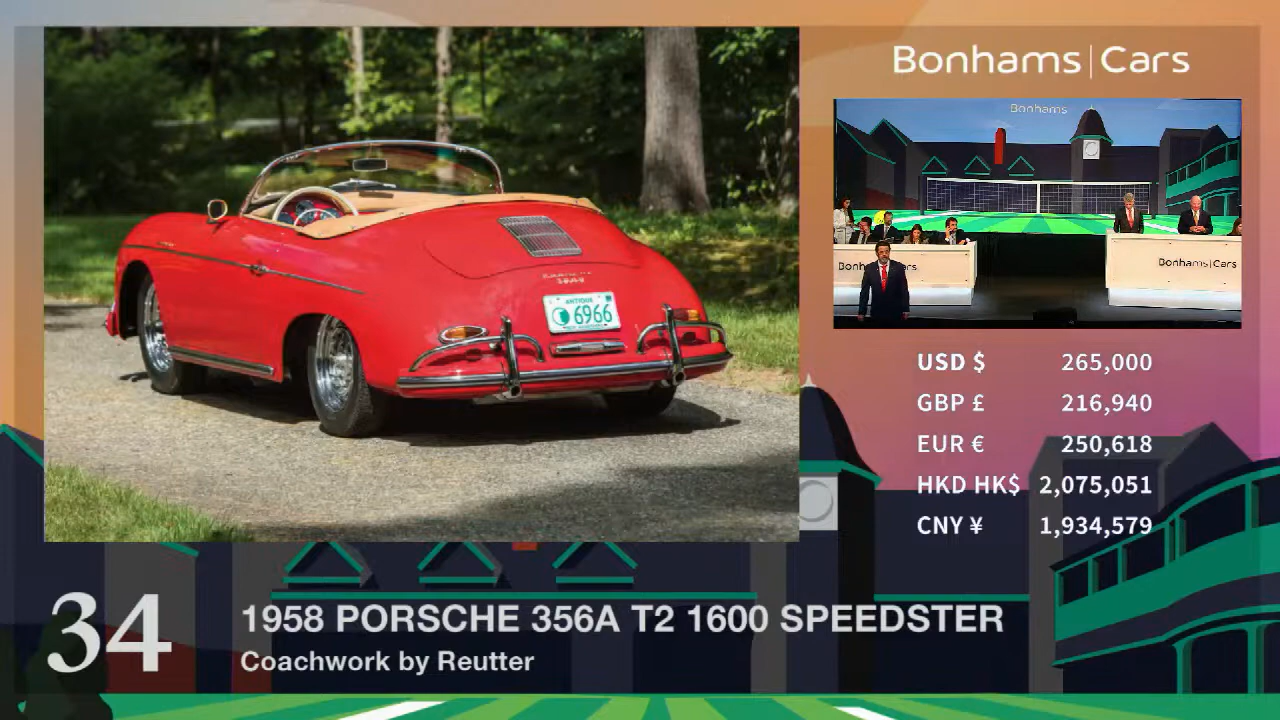 Bonhams|Cars
Bonhams
Bonhams|Cars
ANTIQUE
6966
USD $ 265,000
GBP £ 216,940
EUR € 250,618
HKD HK$ 2,075,051
CNY ¥ 1,934,579
34
1958 PORSCHE 356A T2 1600 SPEEDSTER
Coachwork by Reutter